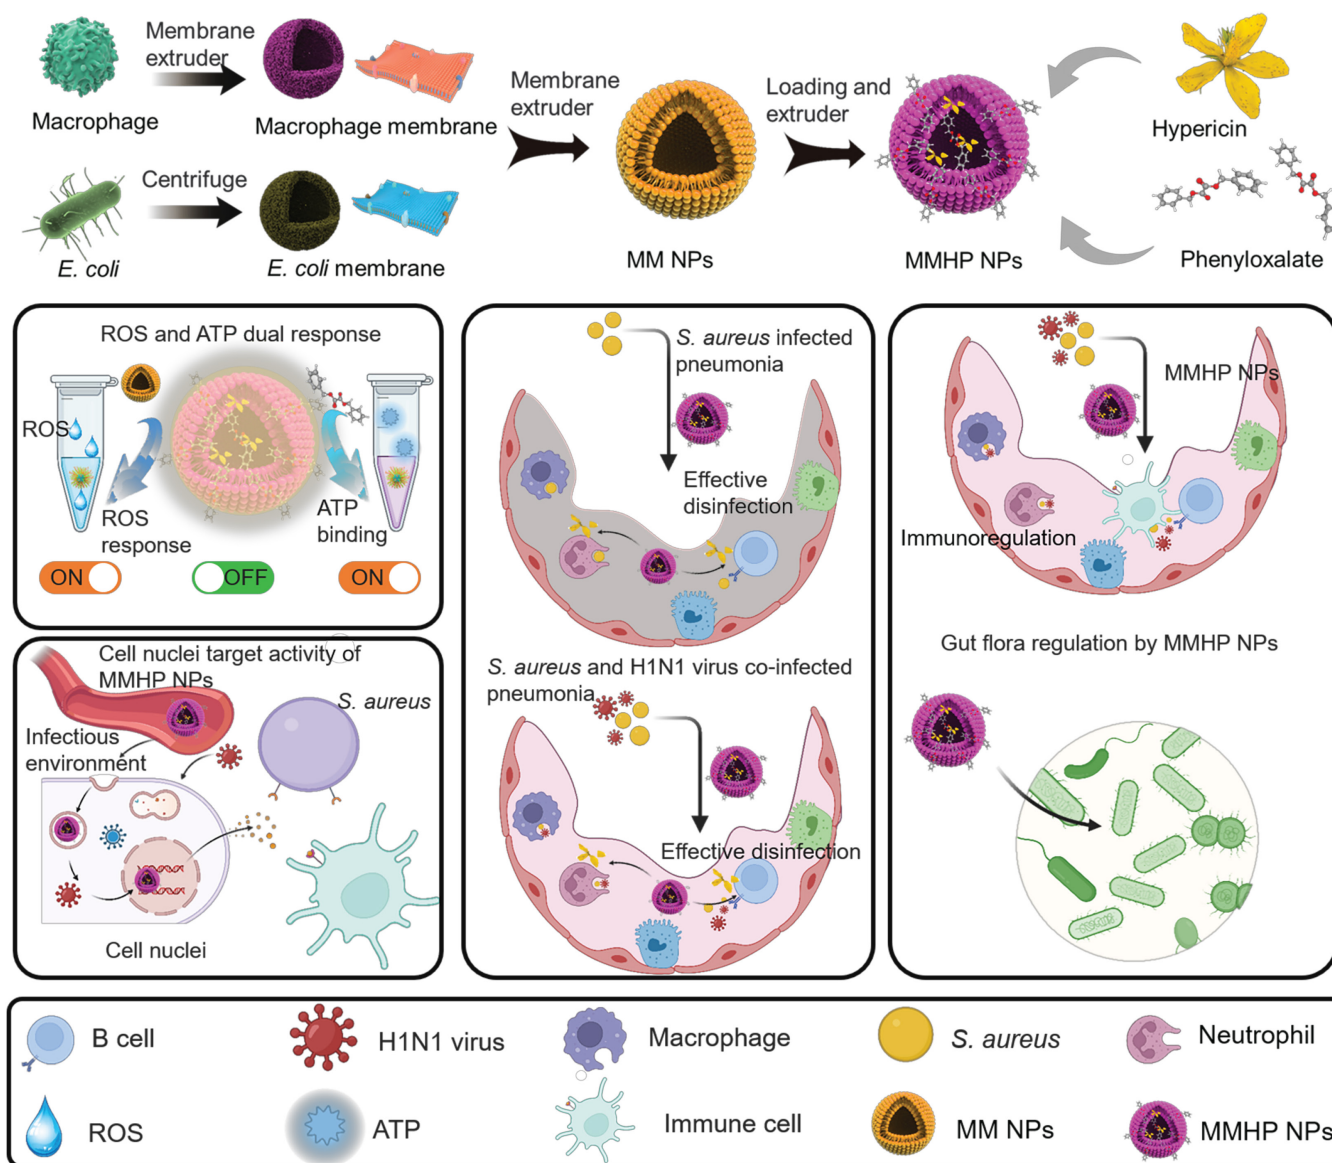 Macrophage
Membrane
extruder
Macrophage membrane
E. coli
Centrifuge
E. coli membrane
Membrane
extruder
MM NPs
Loading and
extruder
MMHP NPs
Hypericin
Phenyloxalate
ROS and ATP dual response
ROS
ROS
response
ATP
binding
ON
OFF
ON
Cell nuclei target activity of
MMHP NPs
S. aureus
Infectious
environment
Cell nuclei
S. aureus infected
pneumonia
Effective
disinfection
S. aureus and H1N1 virus co-infected
pneumonia
Effective disinfection
MMHP NPs
Immunoregulation
Gut flora regulation by MMHP NPs
B cell
H1N1 virus
Macrophage
S. aureus
Neutrophil
ROS
ATP
Immune cell
MM NPs
MMHP NPs